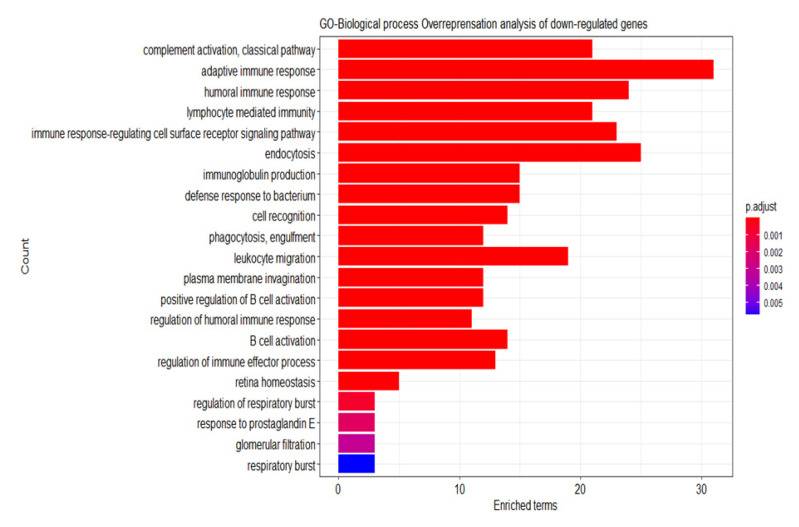 GO-Biological process Overreprensation analysis of down-regulated genes
complement activation, classical pathway
adaptive immune response
humoral immune response
lymphocyte mediated immunity
immune response-regulating cell surface receptor signaling pathway
endocytosis
immunoglobulin production
defense response to bacterium
cell recognition
phagocytosis, engulfment
leukocyte migration
plasma membrane invagination
positive regulation of B cell activation
regulation of humoral immune response
B cell activation
regulation of immune effector process
retina homeostasis
regulation of respiratory burst
response to prostaglandin E
glomerular filtration
respiratory burst
Count
0 10 20 30
Enriched terms
p.adjust
0.001
0.002
0.003
0.004
0.005